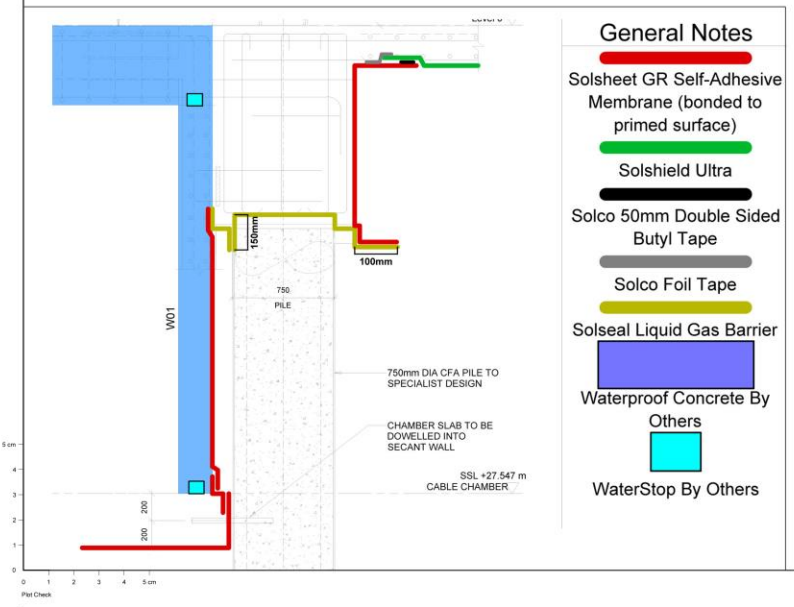 General Notes
Solsheet GR Self-Adhesive
Membrane (bonded to
primed surface)
Solshield Ultra
Solco 50mm Double Sided
Butyl Tape
Solco Foil Tape
Solseal Liquid Gas Barrier
Waterproof Concrete By
Others
WaterStop By Others
150mm
100mm
750
PILE
W01
750mm DIA CFA PILE TO
SPECIALIST DESIGN
CHAMBER SLAB TO BE
DOWELLED INTO
SECANT WALL
SSL +27.547 m
CABLE CHAMBER
200
200
5 cm
4
3
2
1
0
0 1 2 3 4 5 cm
Plot Check